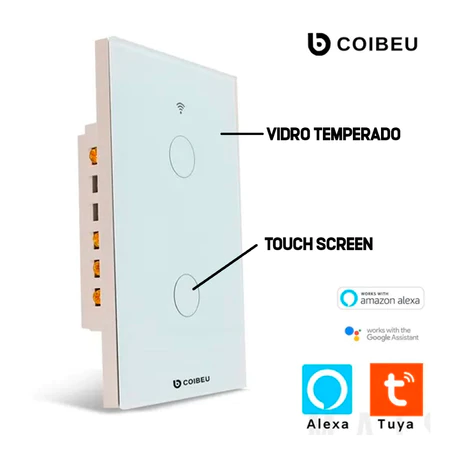 COIBEU
VIDRO TEMPERADO
TOUCH SCREEN
WORKS WITH
amazon alexa
works with the
Google Assistant
COIBEU
Alexa
Tuya